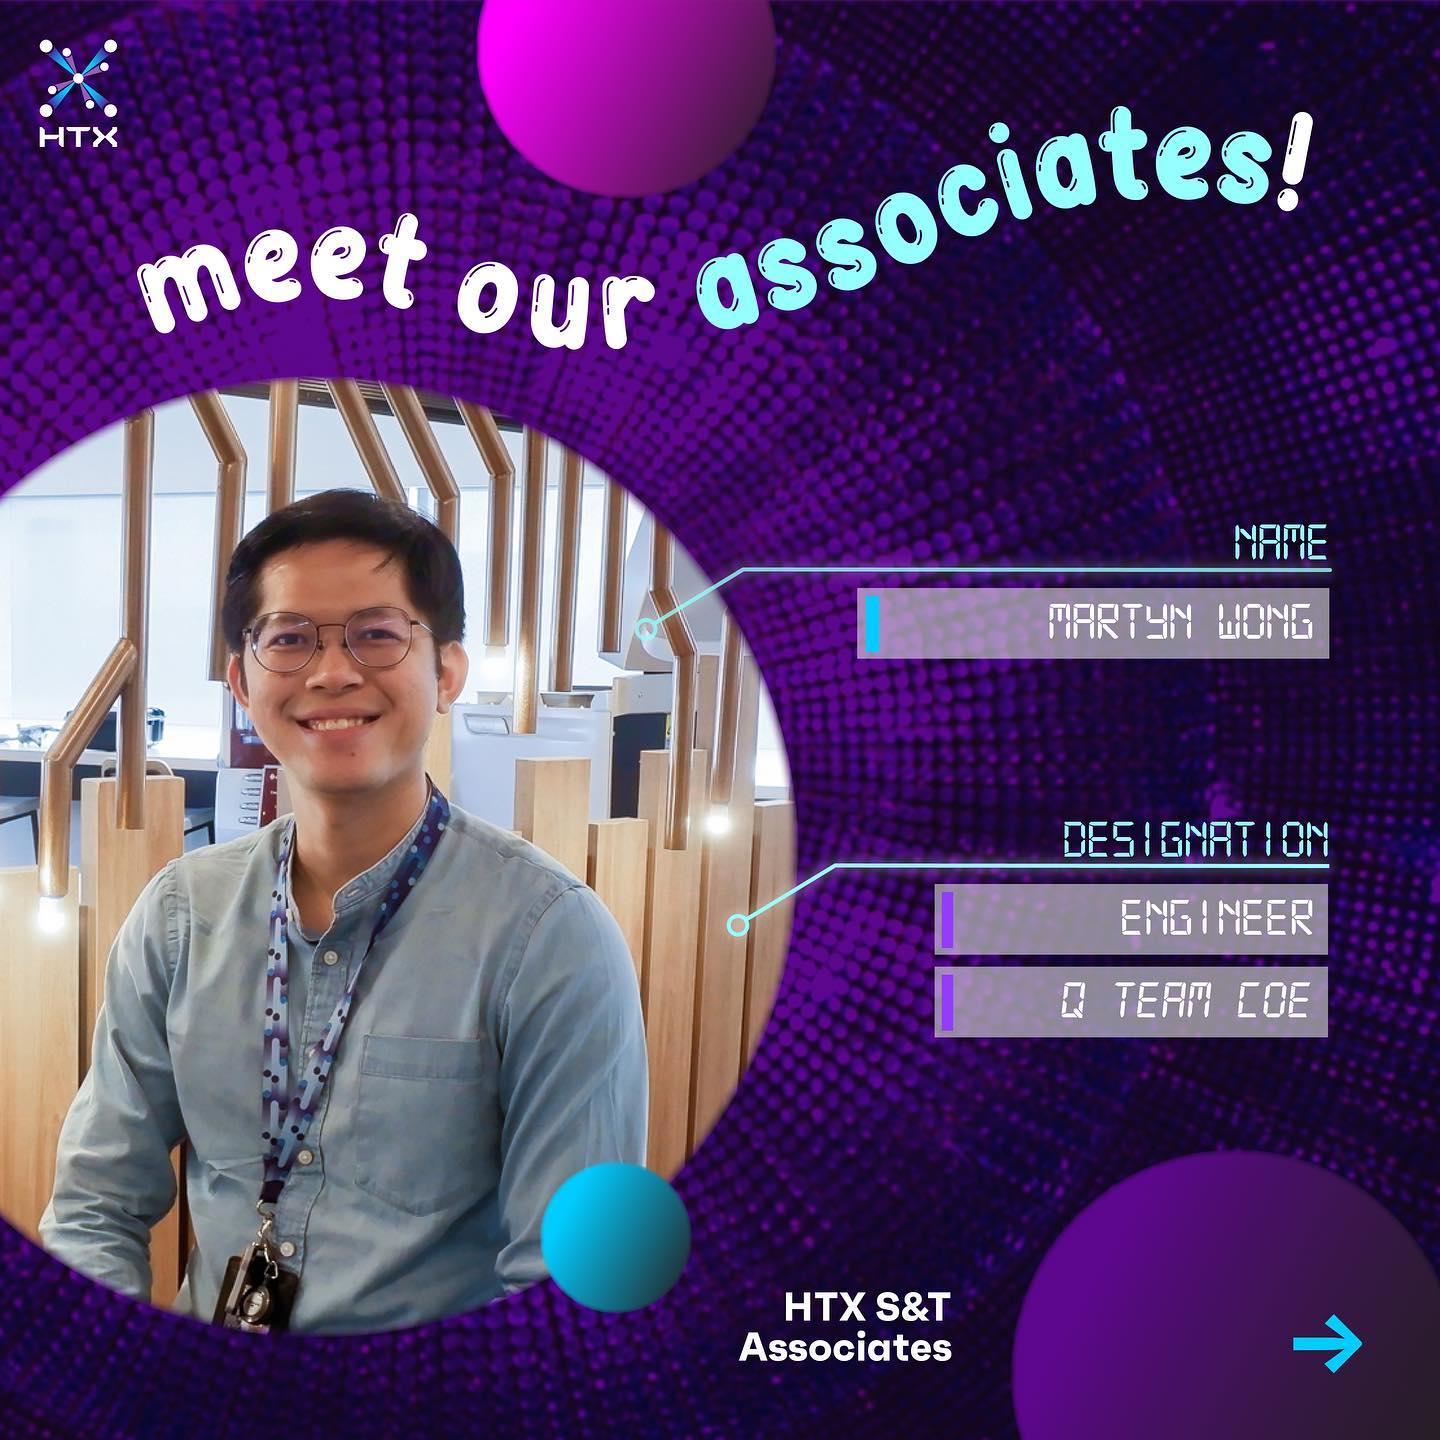 HTX
meet our associates!
NAME
MARTYN WONG
DESIGNATION
ENGINEER
Q TEAM COE
HTX S&T
Associates